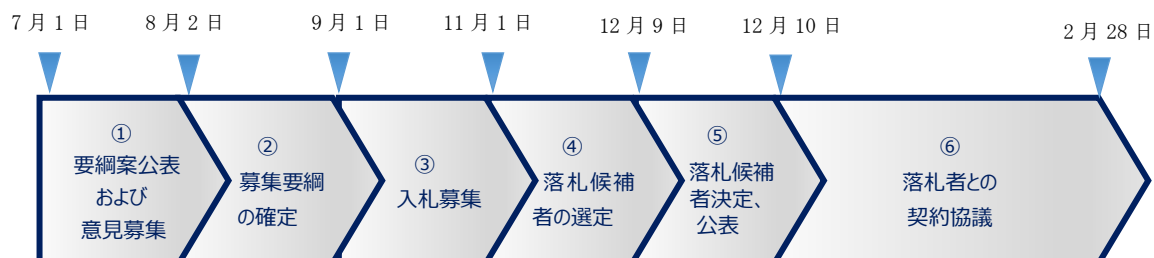 7月1日
8月2日
9月1日
11月1日
12月9日
12月10日
2月28日
①
要綱案公表
および
意見募集
②
募集要綱
の確定
③
入札募集
④
落札候補
者の選定
⑤
落札候補
者決定、
公表
⑥
落札者との
契約協議